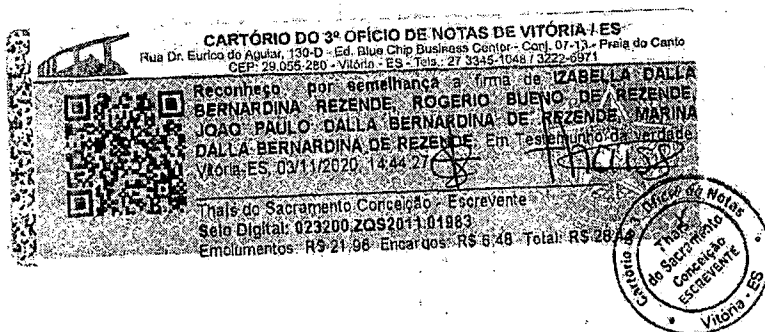 CARTÓRIO DO 3º OFÍCIO DE NOTAS DE VITÓRIA / ES
Rua Dr. Eurico de Aguiar, 130-D - Ed. Blue Chip Business Center - Conj. 07-13 - Praia do Canto
CEP: 29.055-280 - Vitória - ES - Tels.: 27 3345-1048 / 3222-6971
Reconheço por semelhança a firma de IZABELLA DALLA
BERNARDINA REZENDE, ROGERIO BUENO DE REZENDE,
JOAO PAULO DALLA BERNARDINA DE REZENDE, MARINA
DALLA BERNARDINA DE REZENDE. Em Testemunho da verdade.
Vitória-ES, 03/11/2020, 14:44:27
Thais do Sacramento Conceição - Escrevente
Selo Digital: 023200.ZQS2011.01983
Emolumentos: R$ 21,96 Encargos: R$ 6,48 Total: R$ 28
Cartório do 3º Ofício de Notas
Thais
do Sacramento
Conceição
ESCREVENTE
Vitória - ES